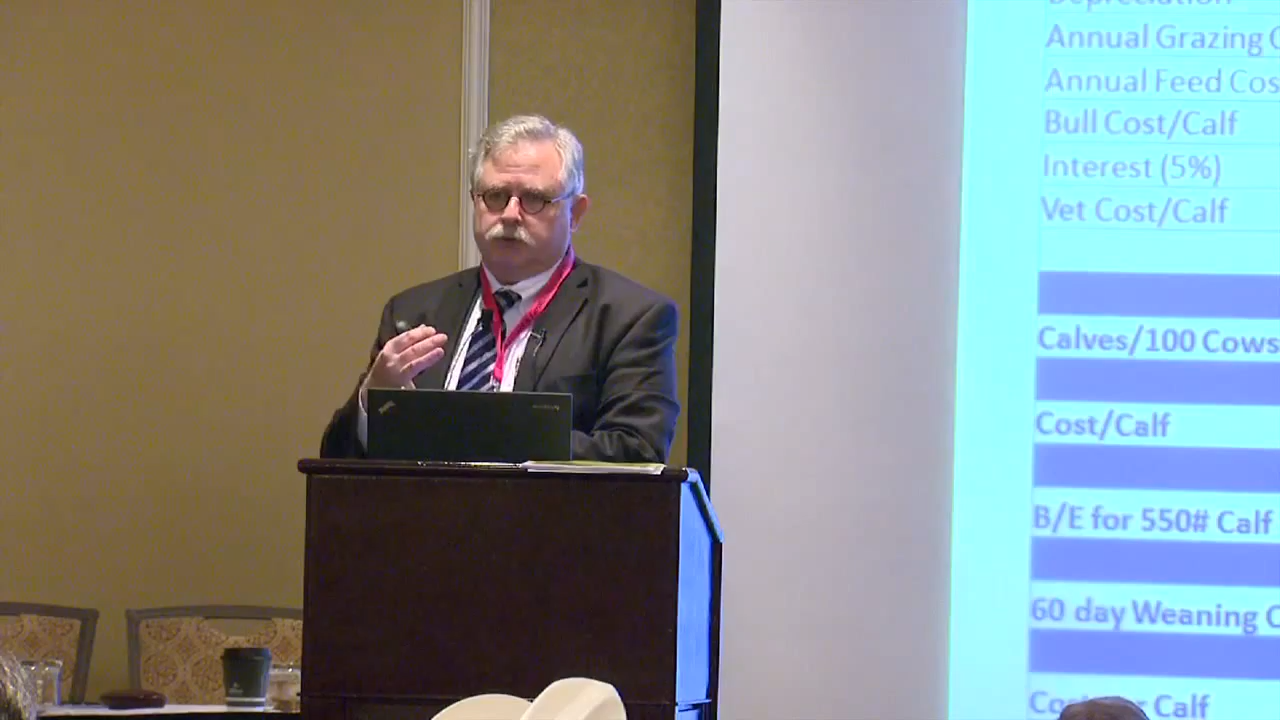 Depreciation
Annual Grazing
Annual Feed Cos
Bull Cost/Calf
Interest (5%)
Vet Cost/Calf
Calves/100 Cows
Cost/Calf
B/E for 550# Calf
60 day Weaning C
Calf